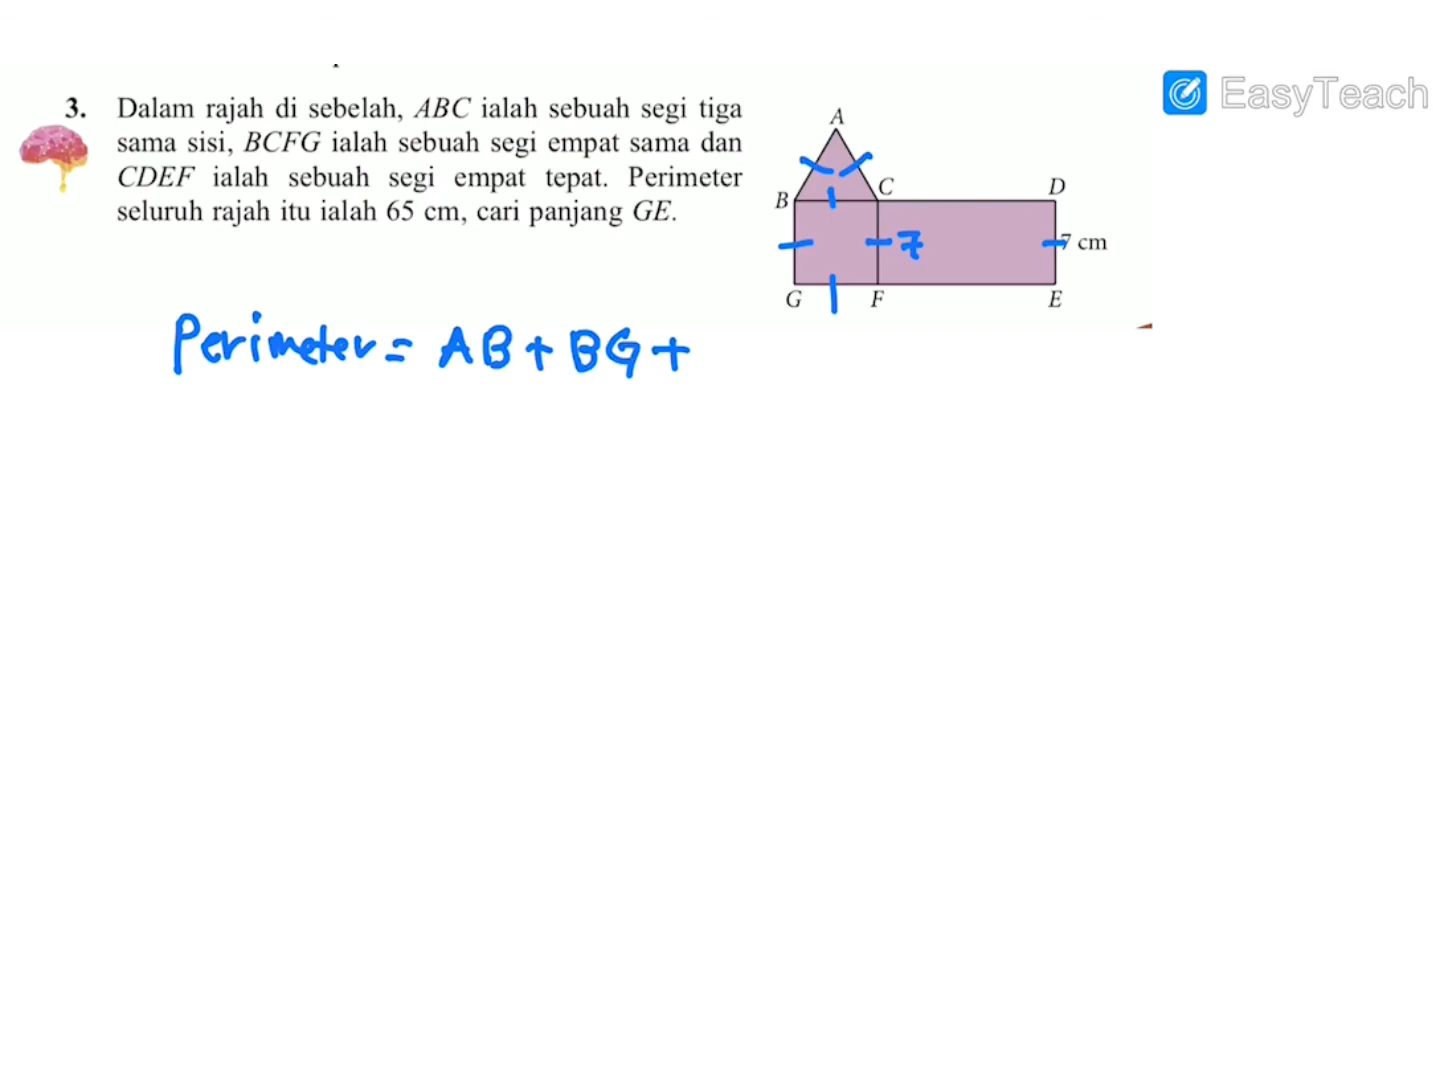 EasyTeach
3. Dalam rajah di sebelah, ABC ialah sebuah segi tiga
sama sisi, BCFG ialah sebuah segi empat sama dan
CDEF ialah sebuah segi empat tepat. Perimeter
seluruh rajah itu ialah 65 cm, cari panjang GE.
A
B
C
D
7
7 cm
G
F
E
Perimeter = AB + BG +